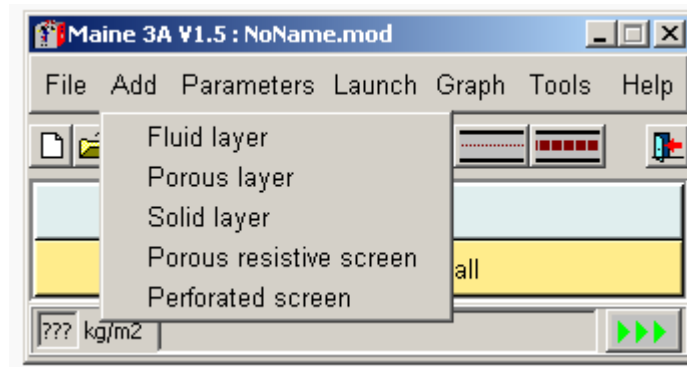 Maine 3A V1.5 : NoName.mod
File Add Parameters Launch Graph Tools Help
Fluid layer
Porous layer
Solid layer
Porous resistive screen
all
Perforated screen
??? kg/m2